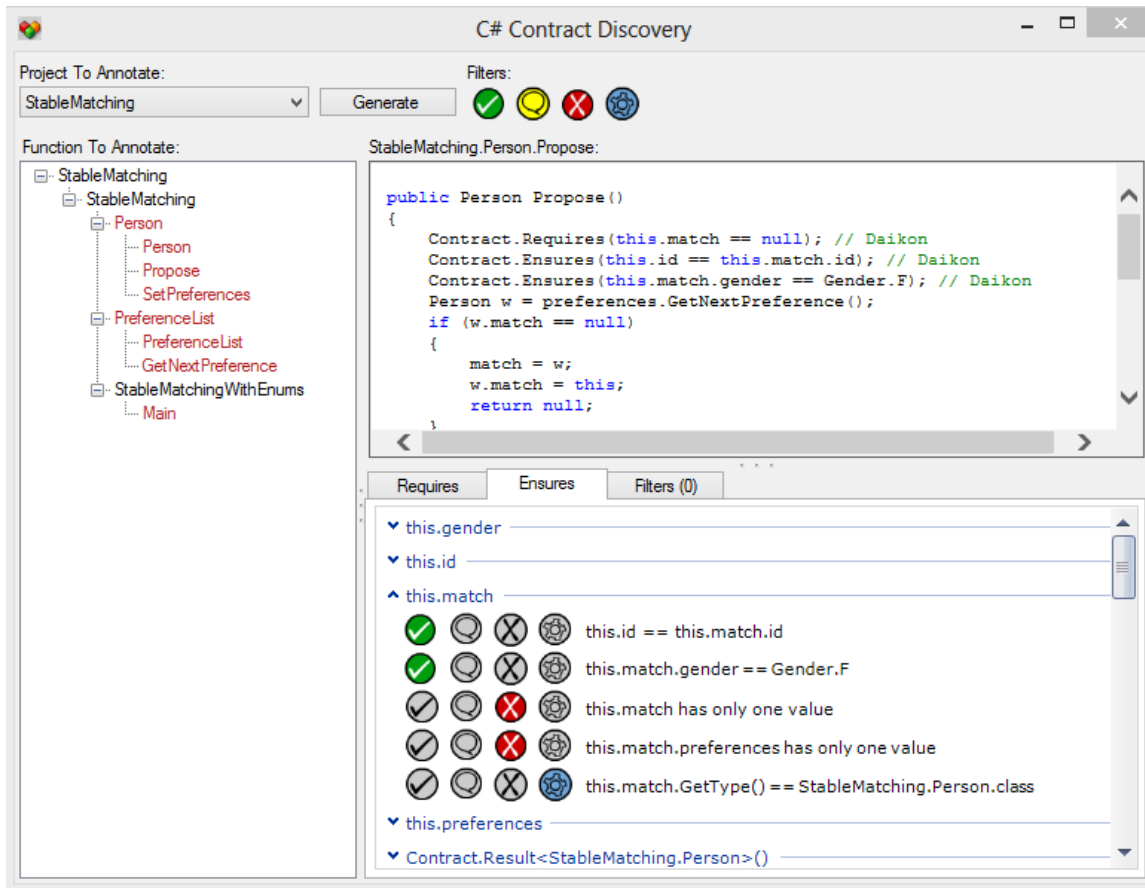 C# Contract Discovery
Project To Annotate:
Filters:
StableMatching
Generate
Function To Annotate:
StableMatching
StableMatching
Person
Person
Propose
SetPreferences
PreferenceList
PreferenceList
GetNextPreference
StableMatchingWithEnums
Main
StableMatching.Person.Propose:
public Person Propose()
{
Contract.Requires(this.match == null); // Daikon
Contract.Ensures(this.id == this.match.id); // Daikon
Contract.Ensures(this.match.gender == Gender.F); // Daikon
Person w = preferences.GetNextPreference();
if (w.match == null)
{
match = w;
w.match = this;
return null;
}
Requires
Ensures
Filters (0)
this.gender
this.id
this.match
this.id == this.match.id
this.match.gender == Gender.F
this.match has only one value
this.match.preferences has only one value
this.match.GetType() == StableMatching.Person.class
this.preferences
Contract.Result<StableMatching.Person>()